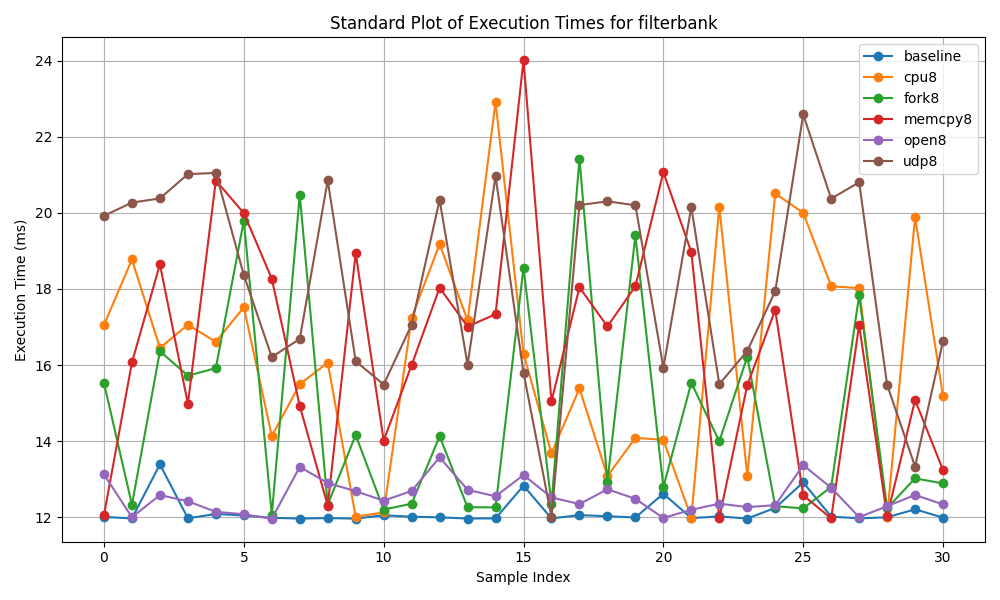 Standard Plot of Execution Times for filterbank
Execution Time (ms)
24
22
20
18
16
14
12
0
5
10
15
20
25
30
Sample Index
baseline
cpu8
fork8
memcpy8
open8
udp8